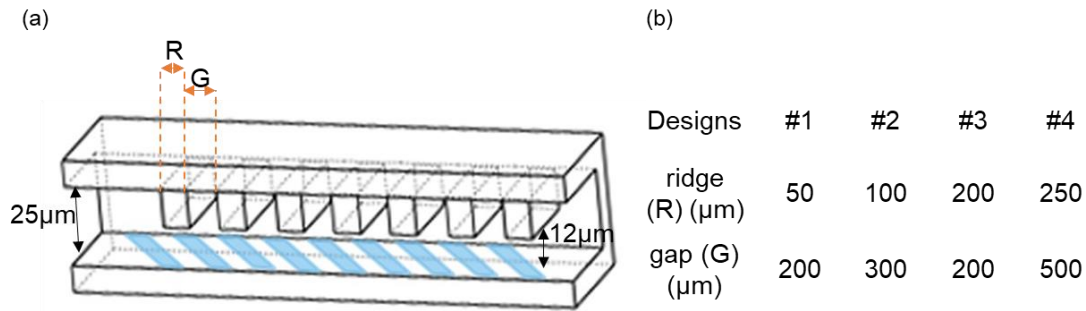 (a)
R
G
25μm
12μm
(b)
Designs #1 #2 #3 #4
ridge
(R) (μm) 50 100 200 250
gap (G)
(μm) 200 300 200 500